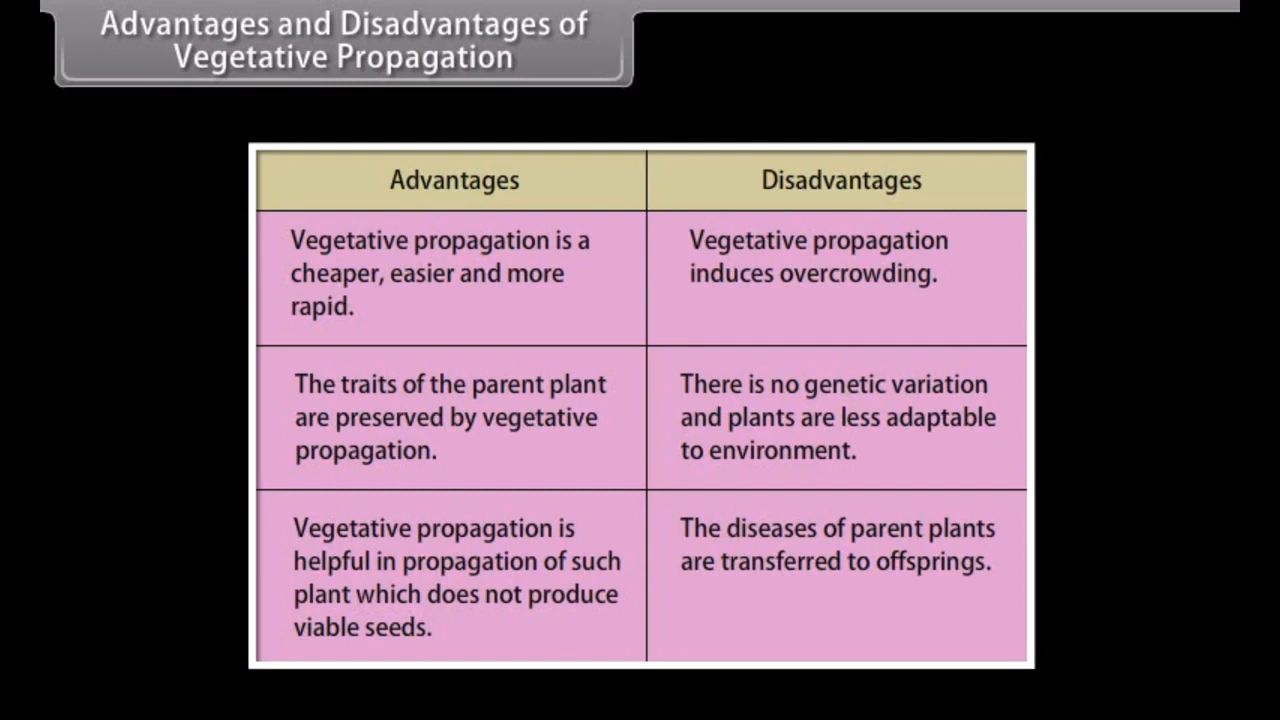 Advantages and Disadvantages of
Vegetative Propagation
Advantages
Disadvantages
Vegetative propagation is a
cheaper, easier and more
rapid.
Vegetative propagation
induces overcrowding.
The traits of the parent plant
are preserved by vegetative
propagation.
There is no genetic variation
and plants are less adaptable
to environment.
Vegetative propagation is
helpful in propagation of such
plant which does not produce
viable seeds.
The diseases of parent plants
are transferred to offsprings.